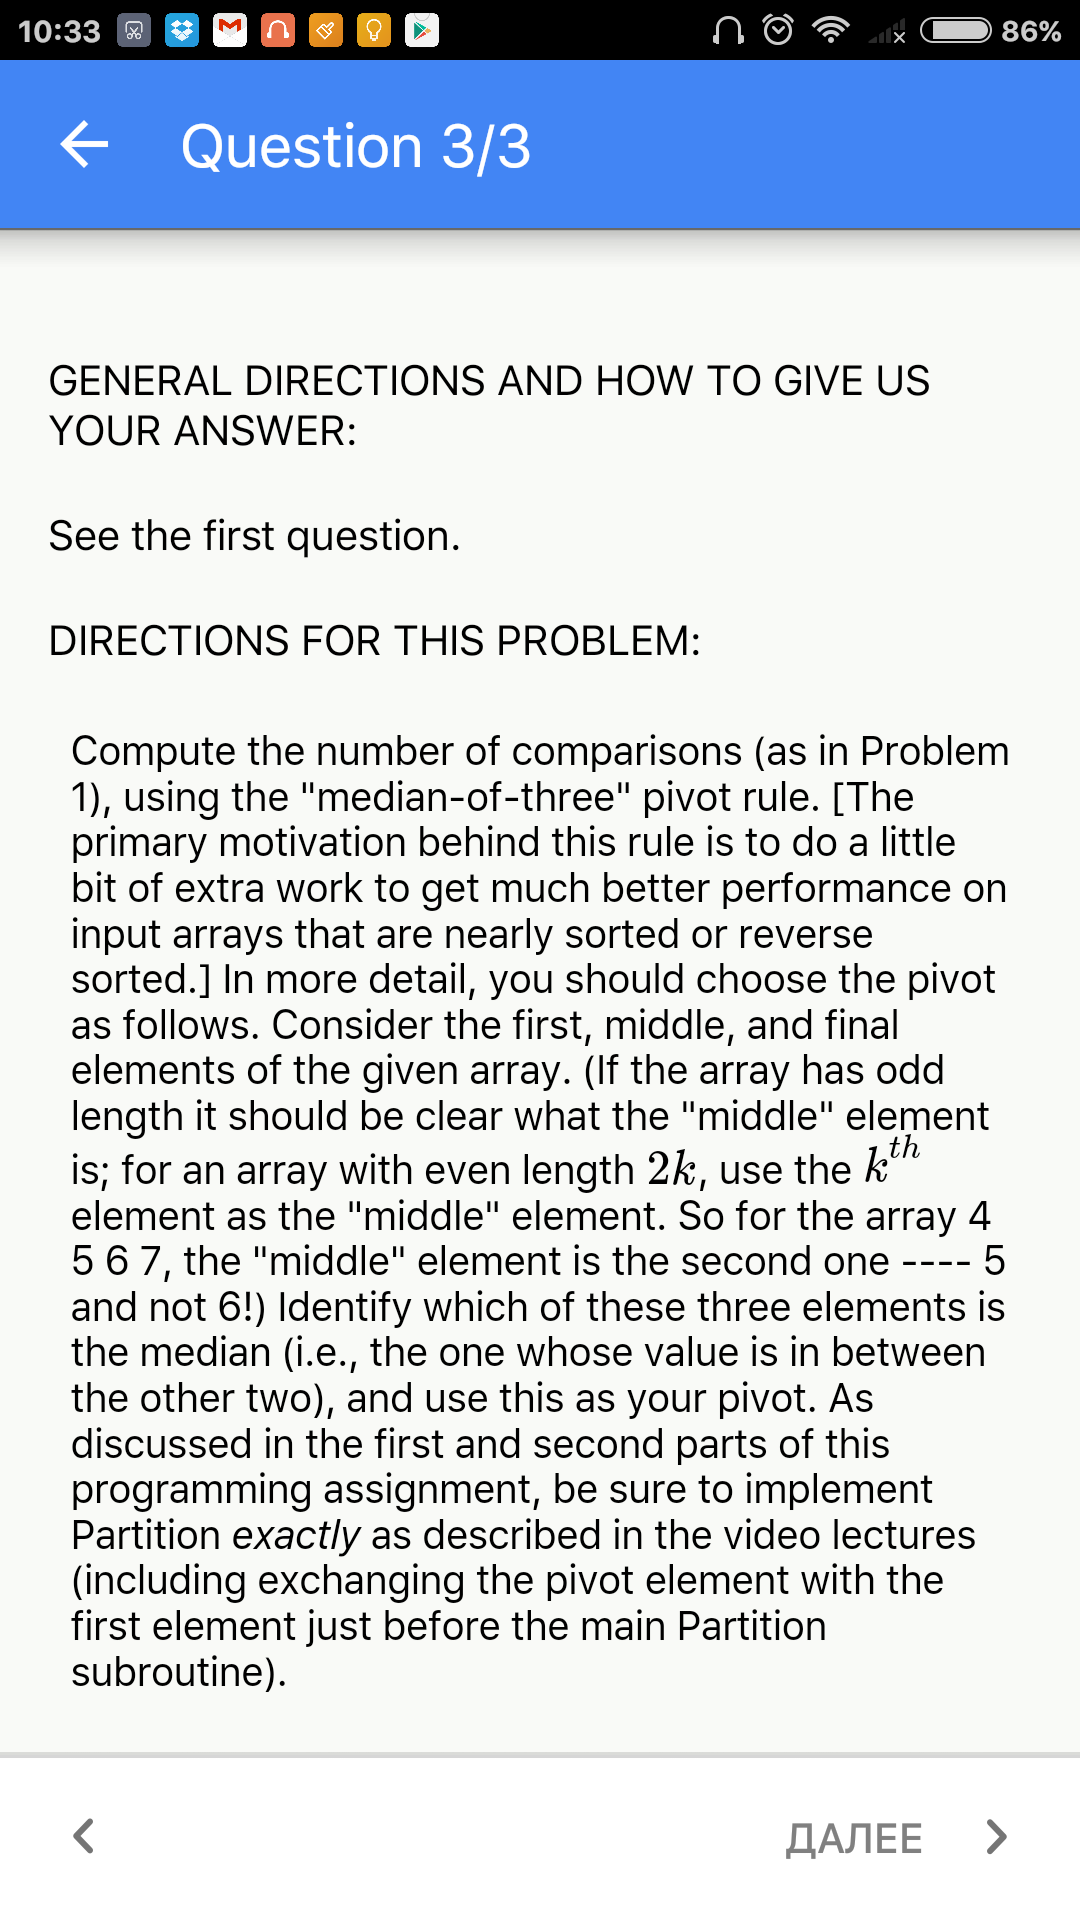 10:33
86%
Question 3/3
GENERAL DIRECTIONS AND HOW TO GIVE US
YOUR ANSWER:
See the first question.
DIRECTIONS FOR THIS PROBLEM:
Compute the number of comparisons (as in Problem
1), using the "median-of-three" pivot rule. [The
primary motivation behind this rule is to do a little
bit of extra work to get much better performance on
input arrays that are nearly sorted or reverse
sorted.] In more detail, you should choose the pivot
as follows. Consider the first, middle, and final
elements of the given array. (If the array has odd
length it should be clear what the "middle" element
is; for an array with even length 2k, use the k^th
element as the "middle" element. So for the array 4
5 6 7, the "middle" element is the second one ---- 5
and not 6!) Identify which of these three elements is
the median (i.e., the one whose value is in between
the other two), and use this as your pivot. As
discussed in the first and second parts of this
programming assignment, be sure to implement
Partition exactly as described in the video lectures
(including exchanging the pivot element with the
first element just before the main Partition
subroutine).
ДАЛЕЕ